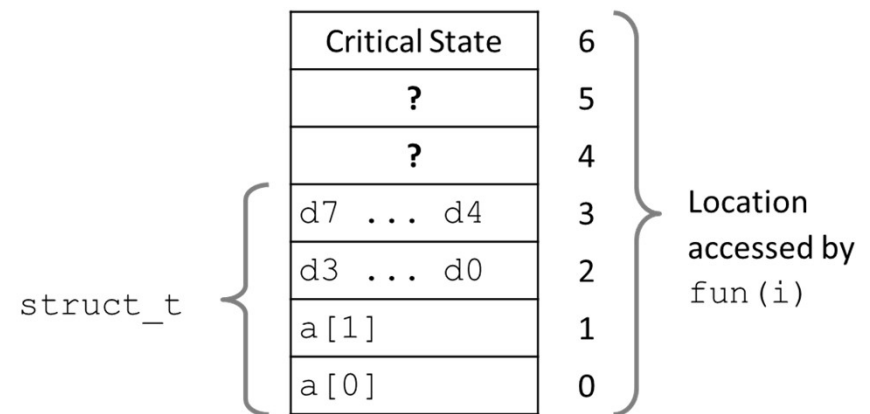 Critical State 6
? 5
? 4
d7 ... d4 3
d3 ... d0 2
a[1] 1
a[0] 0
struct_t
Location
accessed by
fun(i)